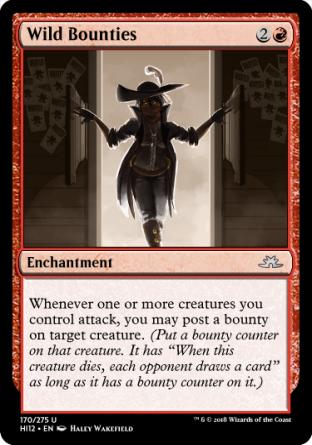 Wild Bounties 2
Enchantment
Whenever one or more creatures you
control attack, you may post a bounty
on target creature. (Put a bounty counter
on that creature. It has “When this
creature dies, each opponent draws a card”
as long as it has a bounty counter on it.)
170/275 U
HI12 • EN HALEY WAKEFIELD
™ & © 2018 Wizards of the Coast